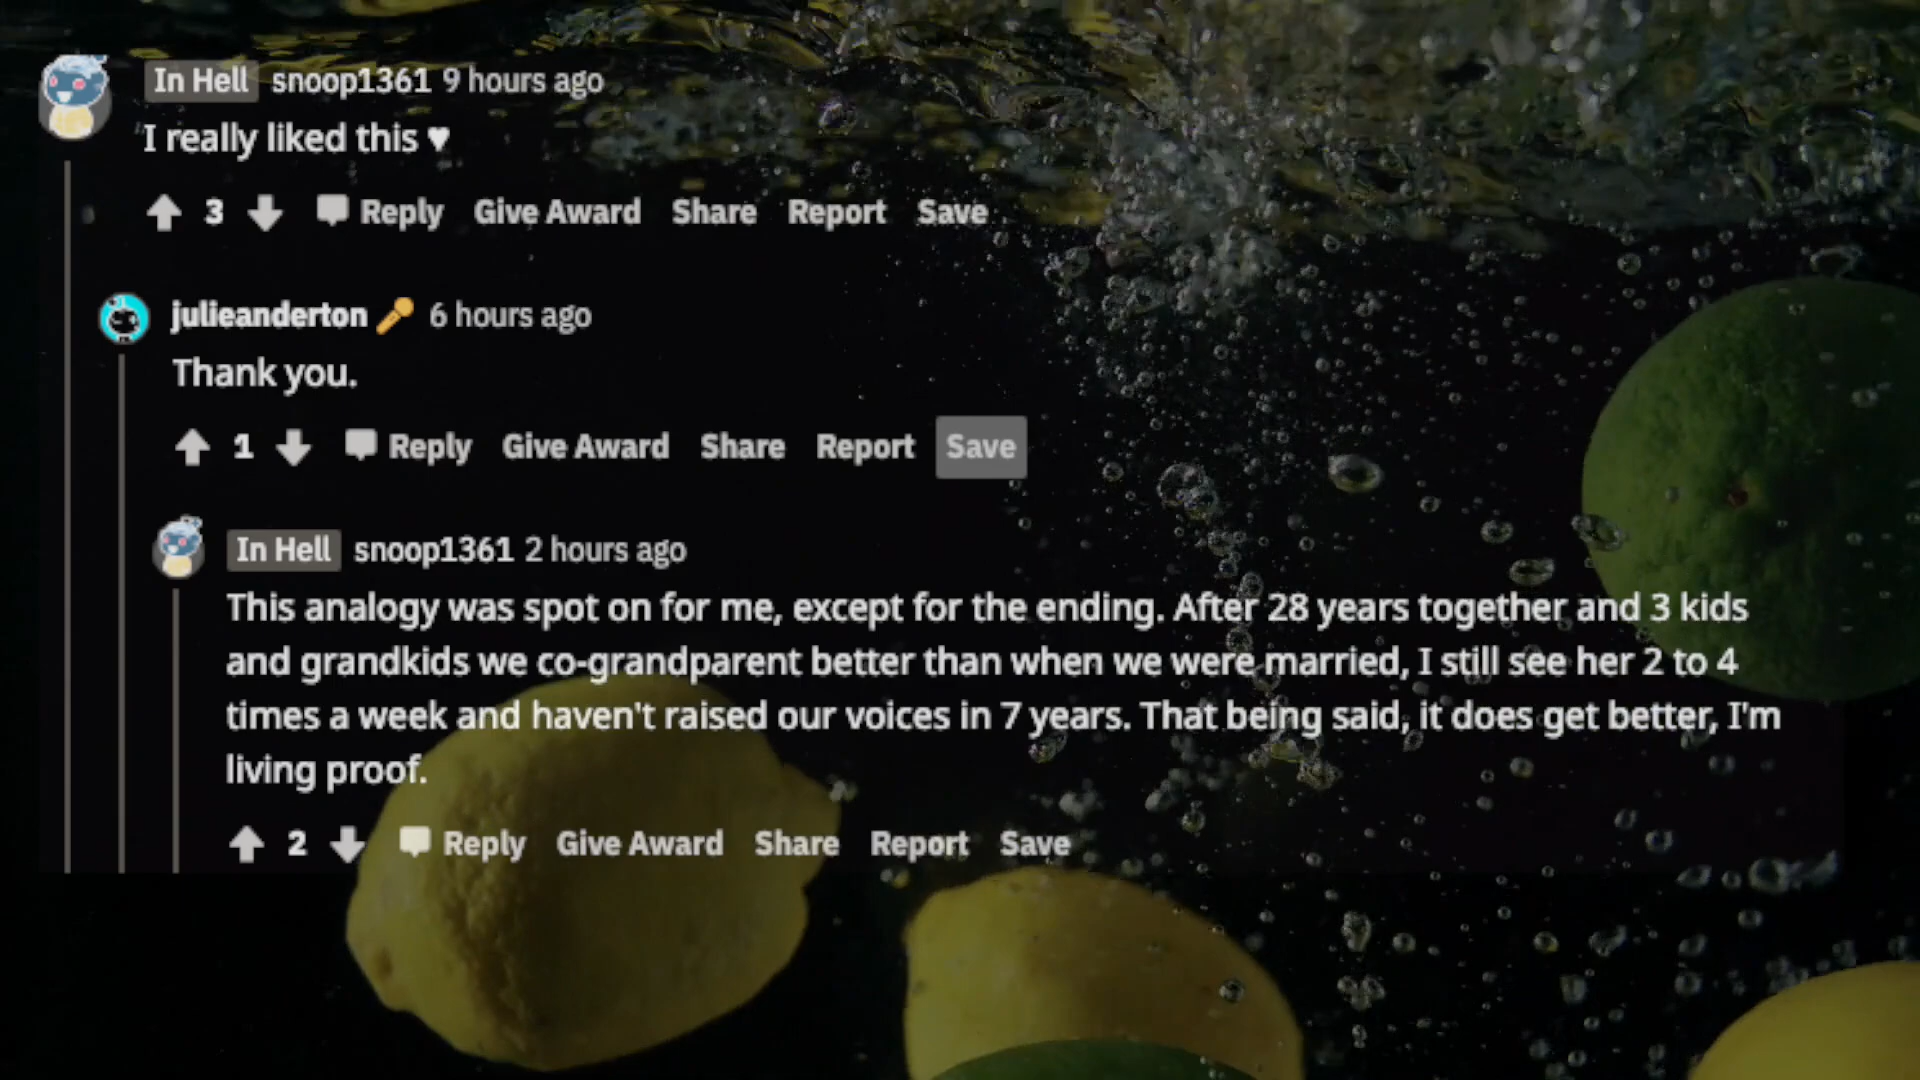 In Hell snoop1361 9 hours ago
I really liked this ♥
3 Reply Give Award Share Report Save
julieanderton 🎤 6 hours ago
Thank you.
1 Reply Give Award Share Report Save
In Hell snoop1361 2 hours ago
This analogy was spot on for me, except for the ending. After 28 years together and 3 kids
and grandkids we co-grandparent better than when we were married, I still see her 2 to 4
times a week and haven't raised our voices in 7 years. That being said, it does get better, I'm
living proof.
2 Reply Give Award Share Report Save